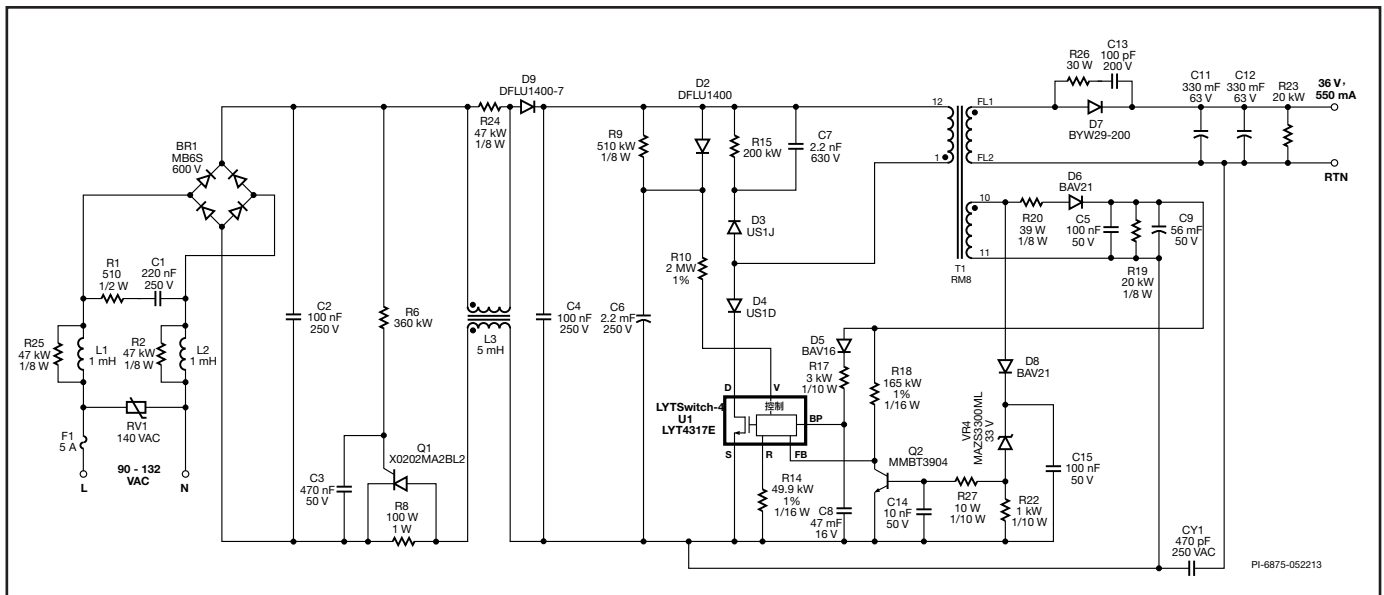 BR1
MB6S
600 V
R1
510
1/2 W
C1
220 nF
250 V
R25
47 kW
1/8 W
L1
1 mH
R2
47 kW
1/8 W
L2
1 mH
RV1
140 VAC
F1
5 A
90 - 132
VAC
L
N
C2
100 nF
250 V
R6
360 kW
C3
470 nF
50 V
Q1
X0202MA2BL2
R8
100 W
1 W
D9
DFLU1400-7
R24
47 kW
1/8 W
L3
5 mH
C4
100 nF
250 V
R9
510 kW
1/8 W
C6
2.2 mF
250 V
D2
DFLU1400
R10
2 MW
1%
R15
200 kW
C7
2.2 nF
630 V
D3
US1J
D4
US1D
LYTSwitch-4
U1
LYT4317E
控制
D
V
BP
S
R
FB
R14
49.9 kW
1%
1/16 W
D5
BAV16
R17
3 kW
1/10 W
C8
47 mF
16 V
R18
165 kW
1%
1/16 W
Q2
MMBT3904
C14
10 nF
50 V
R27
10 W
1/10 W
R22
1 kW
1/10 W
VR4
MAZS3300ML
33 V
D8
BAV21
C15
100 nF
50 V
12
1
FL1
FL2
10
11
T1
RM8
R26
30 W
C13
100 pF
200 V
D7
BYW29-200
C11
330 mF
63 V
C12
330 mF
63 V
R23
20 kW
36 V,
550 mA
RTN
R20
39 W
1/8 W
D6
BAV21
C5
100 nF
50 V
R19
20 kW
1/8 W
C9
56 mF
50 V
CY1
470 pF
250 VAC
PI-6875-052213